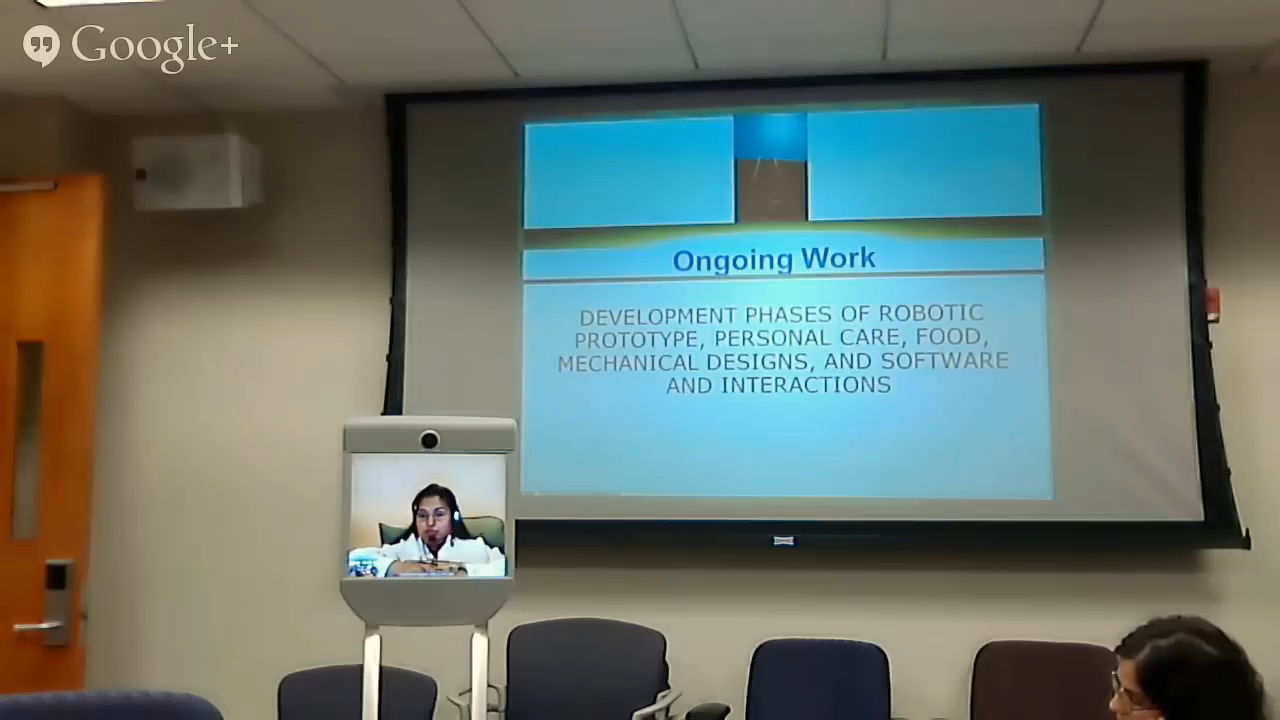 Google+
Ongoing Work
DEVELOPMENT PHASES OF ROBOTIC
PROTOTYPE, PERSONAL CARE, FOOD,
MECHANICAL DESIGNS, AND SOFTWARE
AND INTERACTIONS